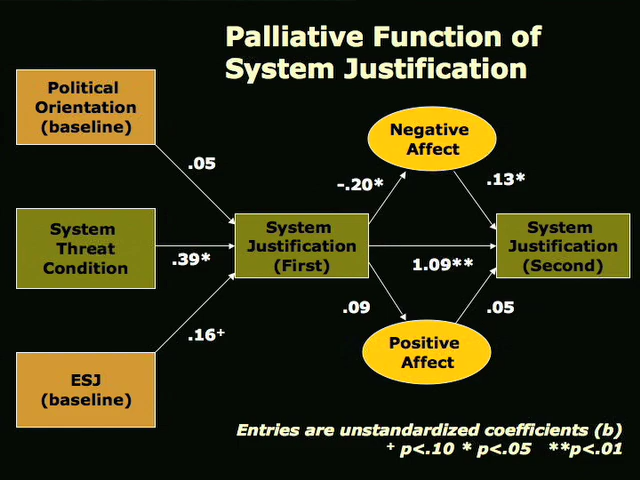 Palliative Function of
System Justification
Political
Orientation
(baseline)
Negative
Affect
.05
-.20*
.13*
System
Threat
Condition
.39*
System
Justification
(First)
1.09**
System
Justification
(Second)
.09
.05
.16+
Positive
Affect
ESJ
(baseline)
Entries are unstandardized coefficients (b)
+ p<.10 * p<.05 **p<.01